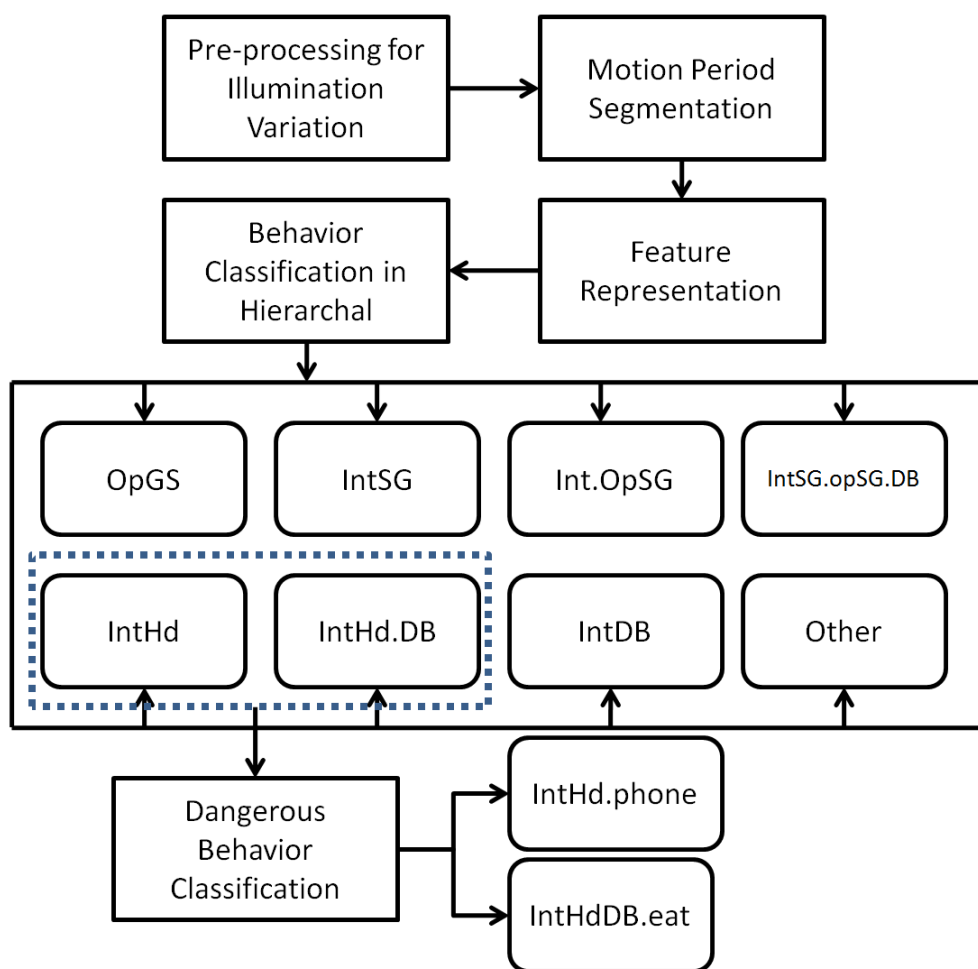 Pre-processing for
Illumination
Variation
Motion Period
Segmentation
Behavior
Classification in
Hierarchal
Feature
Representation
OpGS
IntSG
Int.OpSG
IntSG.opSG.DB
IntHd
IntHd.DB
IntDB
Other
Dangerous
Behavior
Classification
IntHd.phone
IntHdDB.eat